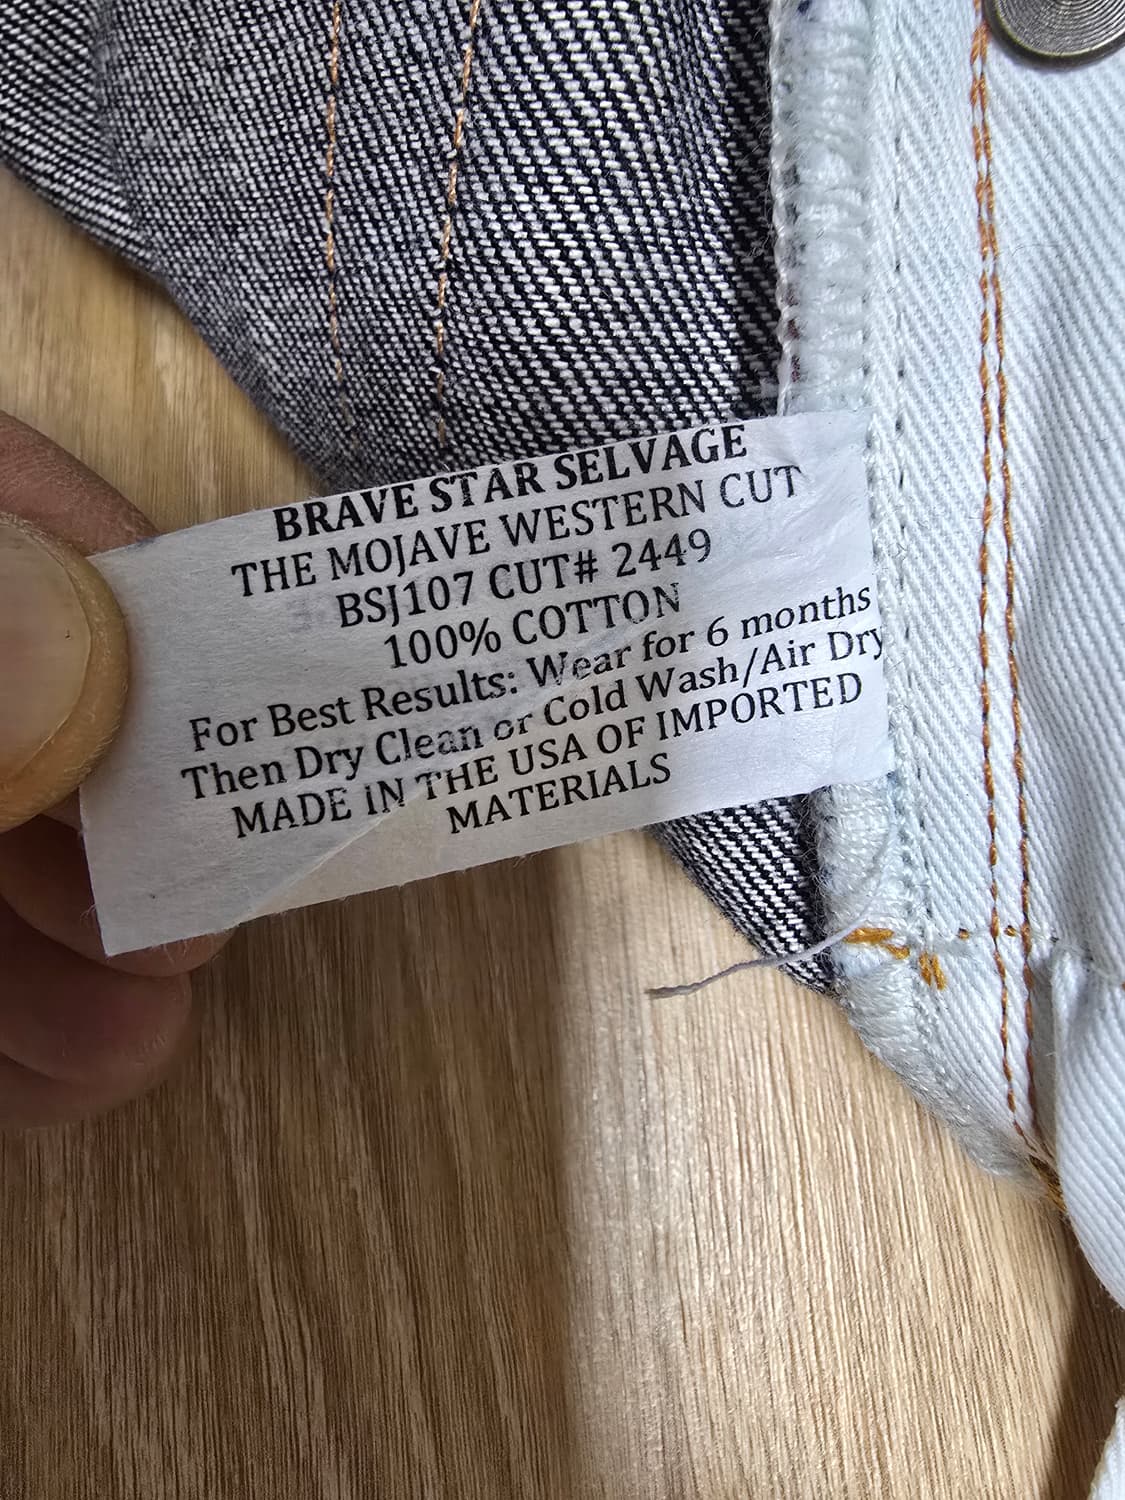 BRAVE STAR SELVAGE
THE MOJAVE WESTERN CUT
BSJ107 CUT# 2449
100% COTTON
For Best Results: Wear for 6 months
Then Dry Clean or Cold Wash/Air Dry
MADE IN THE USA OF IMPORTED
MATERIALS